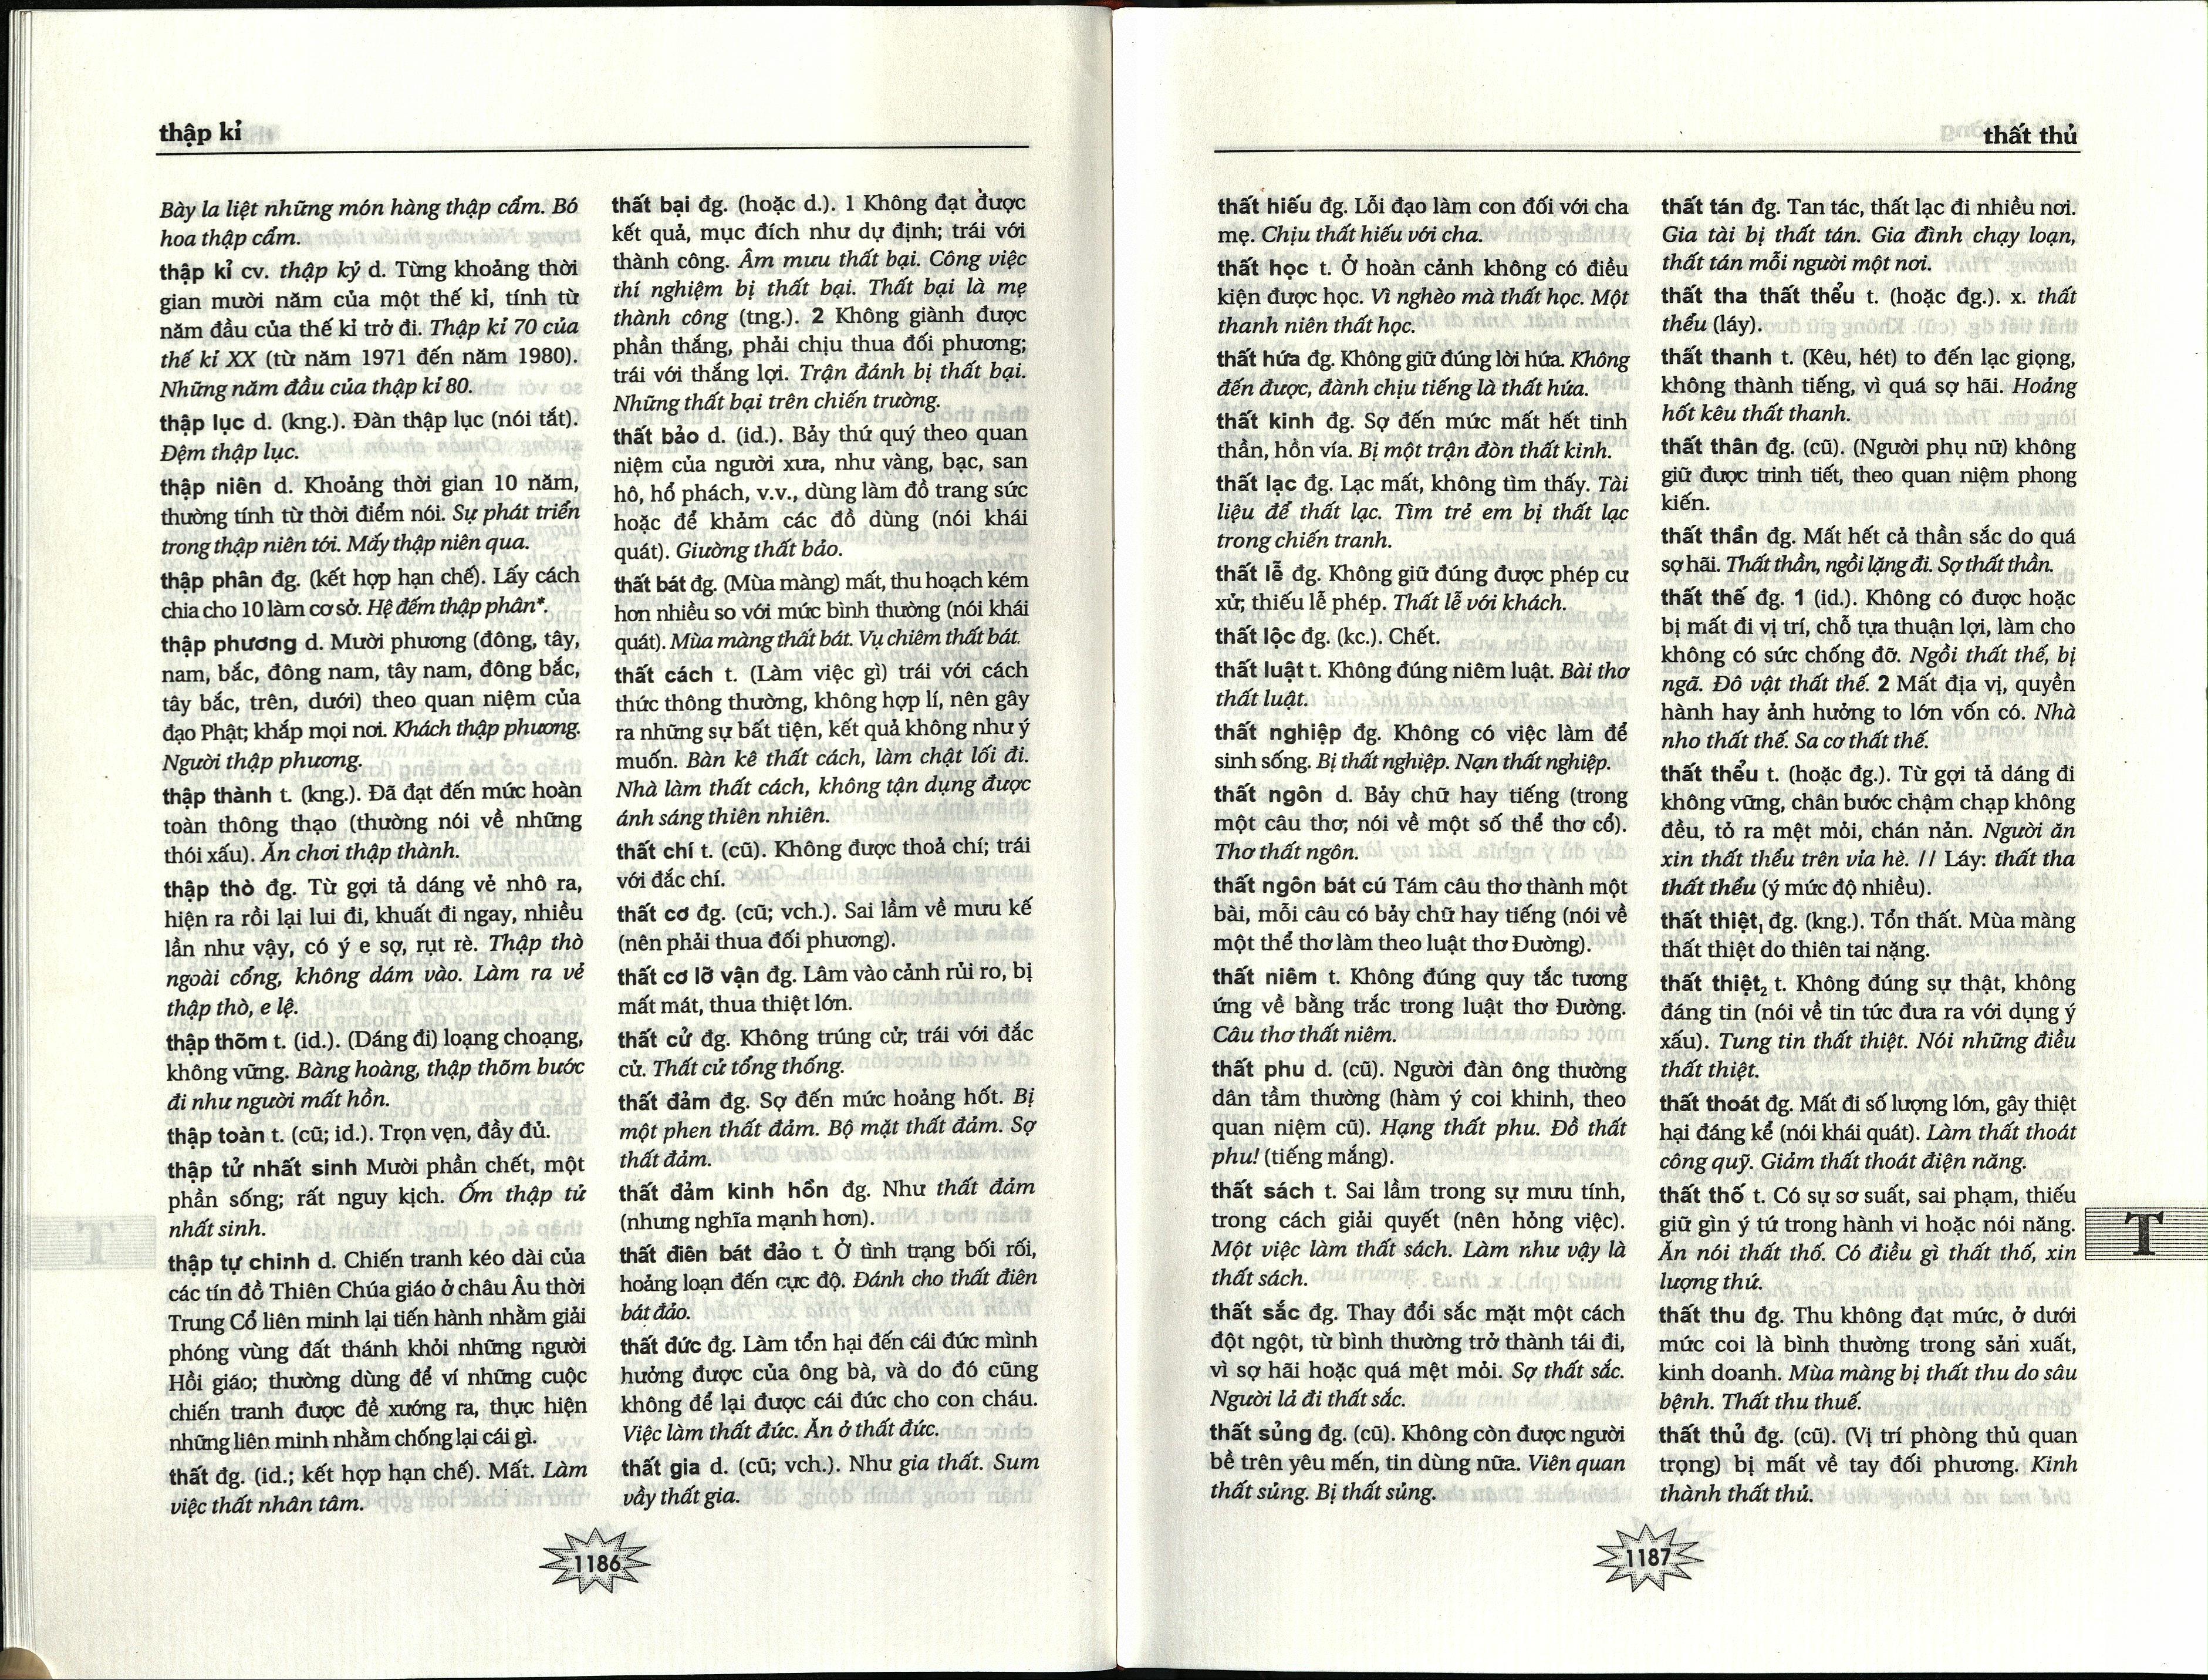 thập kỉ
Bày la liệt những món hàng thập cẩm. Bó
hoa thập cẩm.
thập kỉ cv. thập kỷ d. Từng khoảng thời
gian mười năm của một thế kỉ, tính từ
năm đầu của thế kỉ trở đi. Thập kỉ 70 của
thế kỉ XX (từ năm 1971 đến năm 1980).
Những năm đầu của thập kỉ 80.
thập lục d. (kng.). Đàn thập lục (nói tắt).
Đệm thập lục.
thập niên d. Khoảng thời gian 10 năm,
thường tính từ thời điểm nói. Sự phát triển
trong thập niên tới. Mấy thập niên qua.
thập phân đg. (kết hợp hạn chế). Lấy cách
chia cho 10 làm cơ sở. Hệ đếm thập phân*.
thập phương d. Mười phương (đông, tây,
nam, bắc, đông nam, tây nam, đông bắc,
tây bắc, trên, dưới) theo quan niệm của
đạo Phật; khắp mọi nơi. Khách thập phương.
Người thập phương.
thập thành t. (kng.). Đã đạt đến mức hoàn
toàn thông thạo (thường nói về những
thói xấu). Ăn chơi thập thành.
thập thò đg. Từ gợi tả dáng vẻ nhô ra,
hiện ra rồi lại lui đi, khuất đi ngay, nhiều
lần như vậy, có ý e sợ, rụt rè. Thập thò
ngoài cổng, không dám vào. Làm ra vẻ
thập thò, e lệ.
thập thõm t. (id.). (Dáng đi) loạng choạng,
không vững. Bàng hoàng, thập thõm bước
đi như người mất hồn.
thập toàn t. (cũ; id.). Trọn vẹn, đầy đủ.
thập tử nhất sinh Mười phần chết, một
phần sống; rất nguy kịch. Ốm thập tử
nhất sinh.
thập tự chinh d. Chiến tranh kéo dài của
các tín đồ Thiên Chúa giáo ở châu Âu thời
Trung Cổ liên minh lại tiến hành nhằm giải
phóng vùng đất thánh khỏi những người
Hồi giáo; thường dùng để ví những cuộc
chiến tranh được đề xướng ra, thực hiện
những liên minh nhằm chống lại cái gì.
thất đg. (id.; kết hợp hạn chế). Mất. Làm
việc thất nhân tâm.
thất bại đg. (hoặc d.). 1 Không đạt được
kết quả, mục đích như dự định; trái với
thành công. Âm mưu thất bại. Công việc
thí nghiệm bị thất bại. Thất bại là mẹ
thành công (tng.). 2 Không giành được
phần thắng, phải chịu thua đối phương;
trái với thắng lợi. Trận đánh bị thất bại.
Những thất bại trên chiến trường.
thất bảo d. (id.). Bảy thứ quý theo quan
niệm của người xưa, như vàng, bạc, san
hô, hổ phách, v.v., dùng làm đồ trang sức
hoặc để khảm các đồ dùng (nói khái
quát). Giường thất bảo.
thất bát đg. (Mùa màng) mất, thu hoạch kém
hơn nhiều so với mức bình thường (nói khái
quát). Mùa màng thất bát. Vụ chiêm thất bát.
thất cách t. (Làm việc gì) trái với cách
thức thông thường, không hợp lí, nên gây
ra những sự bất tiện, kết quả không như ý
muốn. Bàn kê thất cách, làm chật lối đi.
Nhà làm thất cách, không tận dụng được
ánh sáng thiên nhiên.
thất chí t. (cũ). Không được thoả chí; trái
với đắc chí.
thất cơ đg. (cũ; vch.). Sai lầm về mưu kế
(nên phải thua đối phương).
thất cơ lỡ vận đg. Lâm vào cảnh rủi ro, bị
mất mát, thua thiệt lớn.
thất cử đg. Không trúng cử; trái với đắc
cử. Thất cử tổng thống.
thất đảm đg. Sợ đến mức hoảng hốt. Bị
một phen thất đảm. Bộ mặt thất đảm. Sợ
thất đảm.
thất đảm kinh hồn đg. Như thất đảm
(nhưng nghĩa mạnh hơn).
thất điên bát đảo t. Ở tình trạng bối rối,
hoảng loạn đến cực độ. Đánh cho thất điên
bát đảo.
thất đức đg. Làm tổn hại đến cái đức mình
hưởng được của ông bà, và do đó cũng
không để lại được cái đức cho con cháu.
Việc làm thất đức. Ăn ở thất đức.
thất gia d. (cũ; vch.). Như gia thất. Sum
vầy thất gia.
1186
thất thủ
thất hiếu đg. Lỗi đạo làm con đối với cha
mẹ. Chịu thất hiếu với cha.
thất học t. Ở hoàn cảnh không có điều
kiện được học. Vì nghèo mà thất học. Một
thanh niên thất học.
thất hứa đg. Không giữ đúng lời hứa. Không
đến được, đành chịu tiếng là thất hứa.
thất kinh đg. Sợ đến mức mất hết tinh
thần, hồn vía. Bị một trận đòn thất kinh.
thất lạc đg. Lạc mất, không tìm thấy. Tài
liệu để thất lạc. Tìm trẻ em bị thất lạc
trong chiến tranh.
thất lễ đg. Không giữ đúng được phép cư
xử; thiếu lễ phép. Thất lễ với khách.
thất lộc đg. (kc.). Chết.
thất luật t. Không đúng niêm luật. Bài thơ
thất luật.
thất nghiệp đg. Không có việc làm để
sinh sống. Bị thất nghiệp. Nạn thất nghiệp.
thất ngôn d. Bảy chữ hay tiếng (trong
một câu thơ, nói về một số thể thơ cổ).
Thơ thất ngôn.
thất ngôn bát cú Tám câu thơ thành một
bài, mỗi câu có bảy chữ hay tiếng (nói về
một thể thơ làm theo luật thơ Đường).
thất niêm t. Không đúng quy tắc tương
ứng về bằng trắc trong luật thơ Đường.
Câu thơ thất niêm.
thất phu d. (cũ). Người đàn ông thường
dân tầm thường (hàm ý coi khinh, theo
quan niệm cũ). Hạng thất phu. Đồ thất
phu! (tiếng mắng).
thất sách t. Sai lầm trong sự mưu tính,
trong cách giải quyết (nên hỏng việc).
Một việc làm thất sách. Làm như vậy là
thất sách.
thất sắc đg. Thay đổi sắc mặt một cách
đột ngột, từ bình thường trở thành tái đi,
vì sợ hãi hoặc quá mệt mỏi. Sợ thất sắc.
Người lả đi thất sắc.
thất sủng đg. (cũ). Không còn được người
bề trên yêu mến, tin dùng nữa. Viên quan
thất sủng. Bị thất sủng.
thất tán đg. Tan tác, thất lạc đi nhiều nơi.
Gia tài bị thất tán. Gia đình chạy loạn,
thất tán mỗi người một nơi.
thất tha thất thểu t. (hoặc đg.). x. thất
thểu (láy).
thất thanh t. (Kêu, hét) to đến lạc giọng,
không thành tiếng, vì quá sợ hãi. Hoảng
hốt kêu thất thanh.
thất thân đg. (cũ). (Người phụ nữ) không
giữ được trinh tiết, theo quan niệm phong
kiến.
thất thần đg. Mất hết cả thần sắc do quá
sợ hãi. Thất thần, ngồi lặng đi. Sợ thất thần.
thất thế đg. 1 (id.). Không có được hoặc
bị mất đi vị trí, chỗ tựa thuận lợi, làm cho
không có sức chống đỡ. Ngồi thất thế, bị
ngã. Đô vật thất thế. 2 Mất địa vị, quyền
hành hay ảnh hưởng to lớn vốn có. Nhà
nho thất thế. Sa cơ thất thế.
thất thểu t. (hoặc đg.). Từ gợi tả dáng đi
không vững, chân bước chậm chạp không
đều, tỏ ra mệt mỏi, chán nản. Người ăn
xin thất thểu trên vỉa hè. // Láy: thất tha
thất thểu (ý mức độ nhiều).
thất thiệt₁ đg. (kng.). Tổn thất. Mùa màng
thất thiệt do thiên tai nặng.
thất thiệt₂ t. Không đúng sự thật, không
đáng tin (nói về tin tức đưa ra với dụng ý
xấu). Tung tin thất thiệt. Nói những điều
thất thiệt.
thất thoát đg. Mất đi số lượng lớn, gây thiệt
hại đáng kể (nói khái quát). Làm thất thoát
công quỹ. Giảm thất thoát điện năng.
thất thố t. Có sự sơ suất, sai phạm, thiếu
giữ gìn ý tứ trong hành vi hoặc nói năng.
Ăn nói thất thố. Có điều gì thất thố, xin
lượng thứ.
thất thu đg. Thu không đạt mức, ở dưới
mức coi là bình thường trong sản xuất,
kinh doanh. Mùa màng bị thất thu do sâu
bệnh. Thất thu thuế.
thất thủ đg. (cũ). (Vị trí phòng thủ quan
trọng) bị mất về tay đối phương. Kinh
thành thất thủ.
T
1187